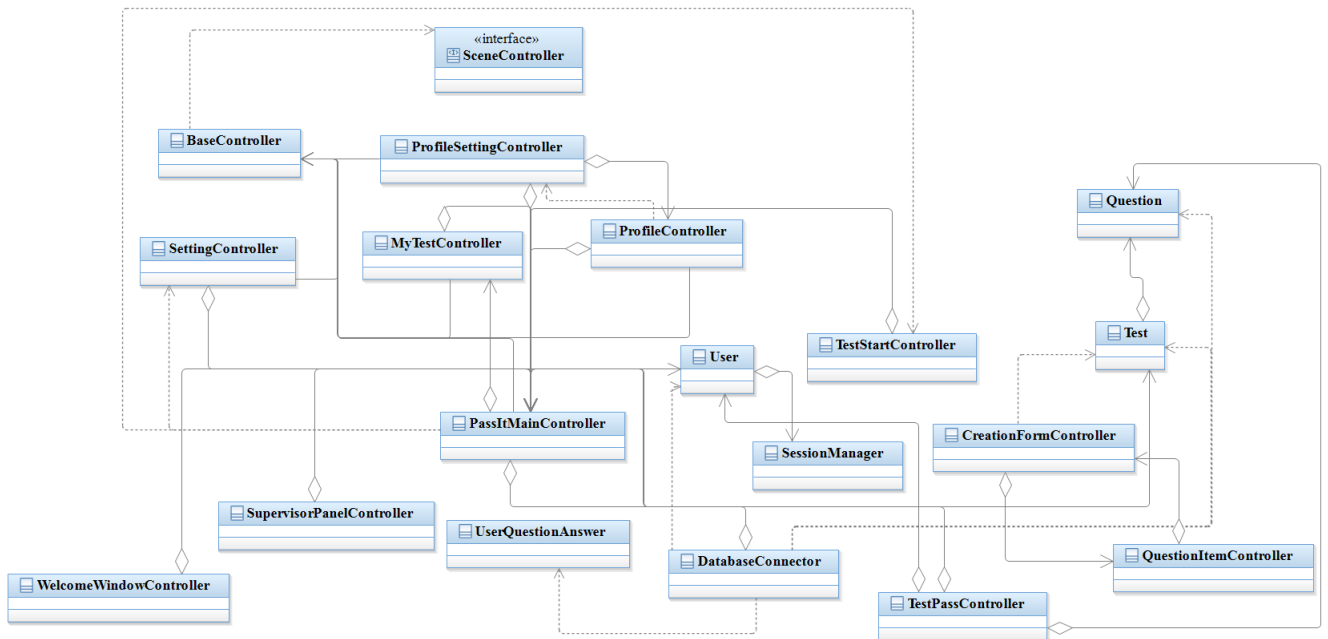 «interface»
SceneController
BaseController
ProfileSettingController
Question
ProfileController
MyTestController
SettingController
Test
TestStartController
User
PassItMainController
CreationFormController
SessionManager
SupervisorPanelController
UserQuestionAnswer
QuestionItemController
DatabaseConnector
WelcomeWindowController
TestPassController